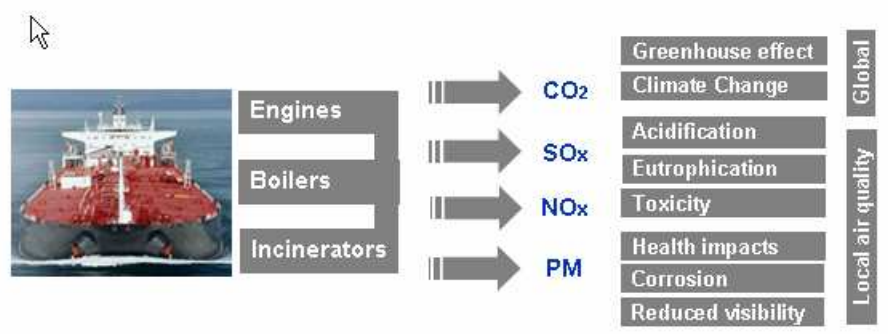 Engines
Boilers
Incinerators
CO2
SOx
NOx
PM
Greenhouse effect
Climate Change
Acidification
Eutrophication
Toxicity
Health impacts
Corrosion
Reduced visibility
Global
Local air quality